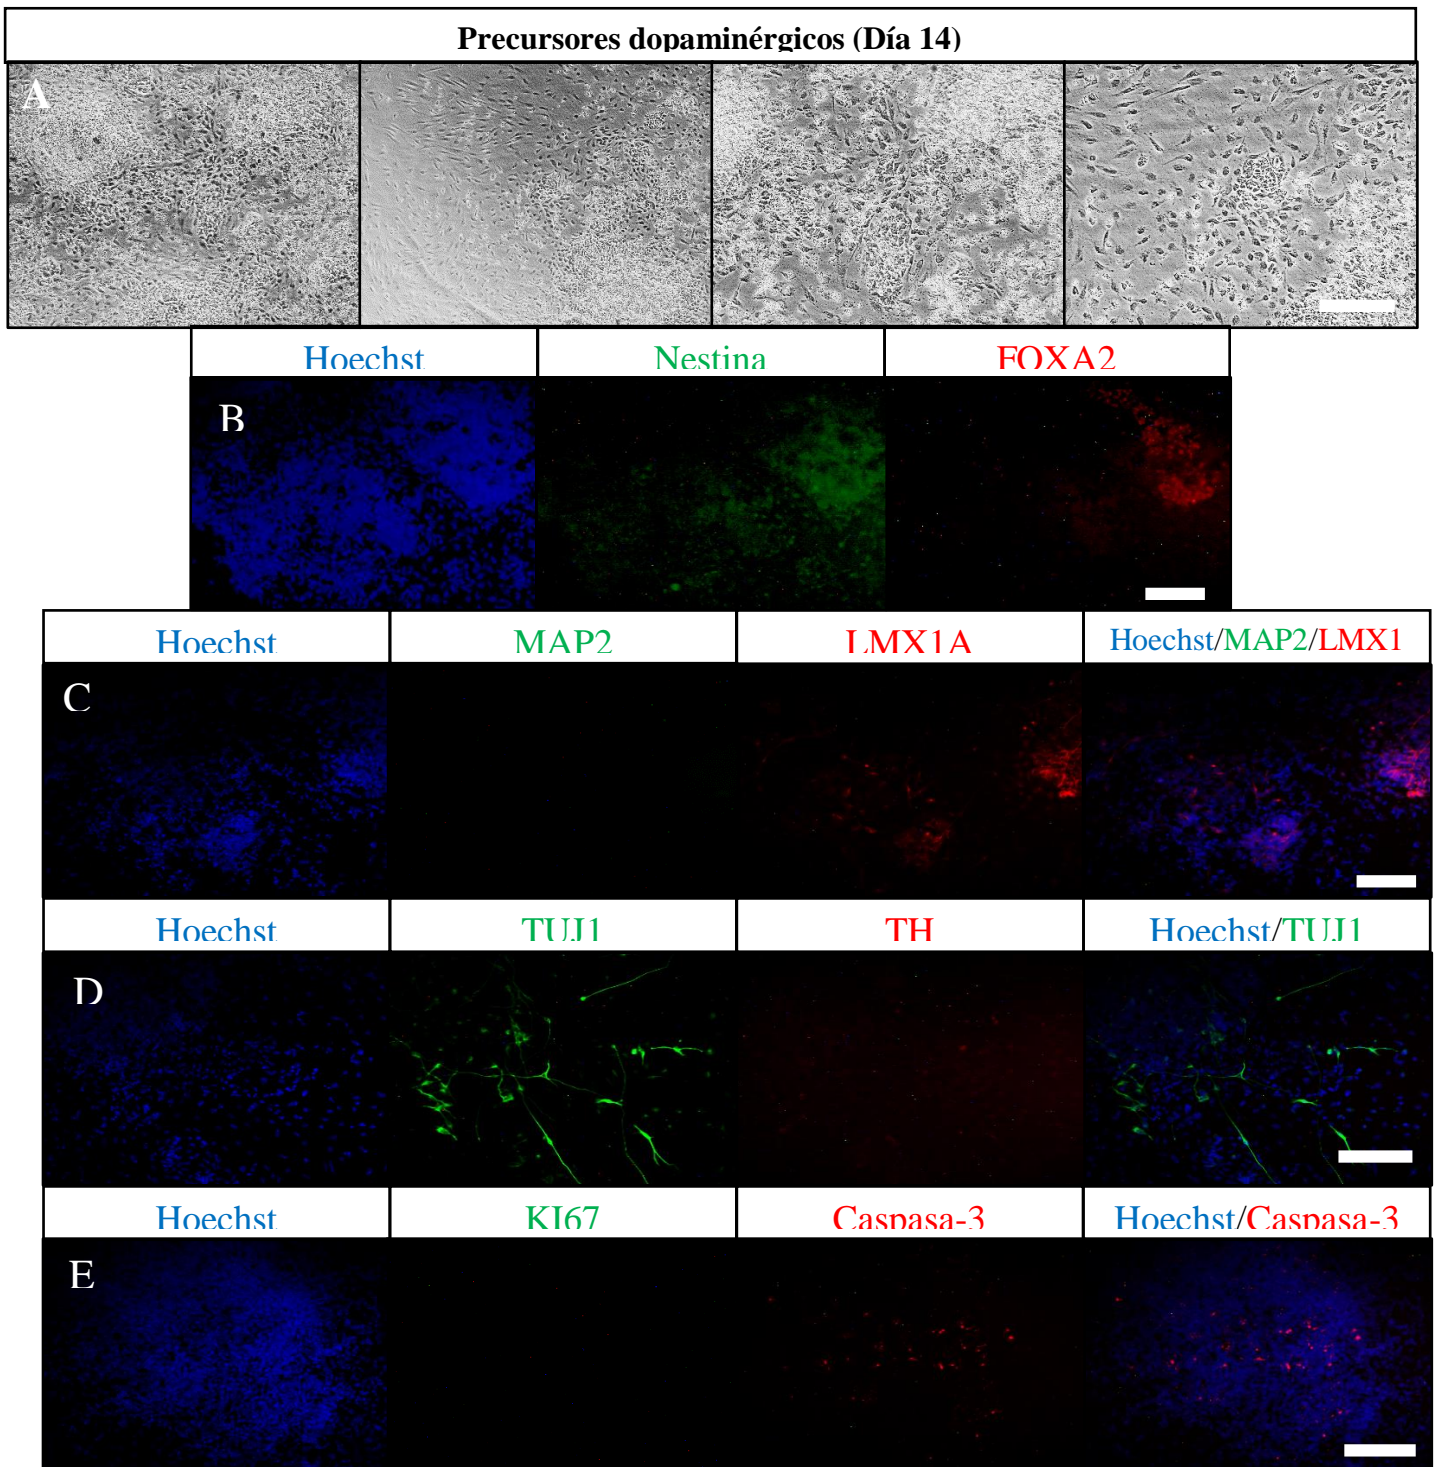 Precursores dopaminérgicos (Día 14)
A
Hoechst Nestina FOXA2
B
Hoechst MAP2 LMX1A Hoechst/MAP2/LMX1
C
Hoechst TUJ1 TH Hoechst/TUJ1
D
Hoechst KI67 Caspasa-3 Hoechst/Caspasa-3
E